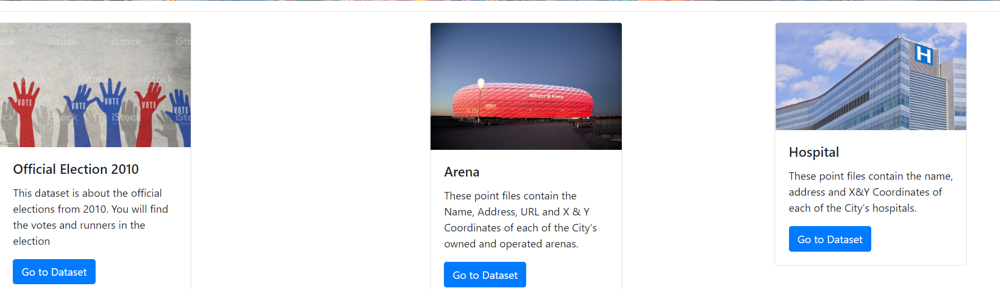 iStock
iStock
iStock
iStock
VOTE
VOTE
VOTE
VOTE
VOTE
VOTE
iStock
iStock
Official Election 2010
This dataset is about the official
elections from 2010. You will find
the votes and runners in the
election
Go to Dataset
Allianz Arena
Arena
These point files contain the
Name, Address, URL and X & Y
Coordinates of each of the City's
owned and operated arenas.
Go to Dataset
H
Hospital
These point files contain the name,
address and X&Y Coordinates of
each of the City’s hospitals.
Go to Dataset